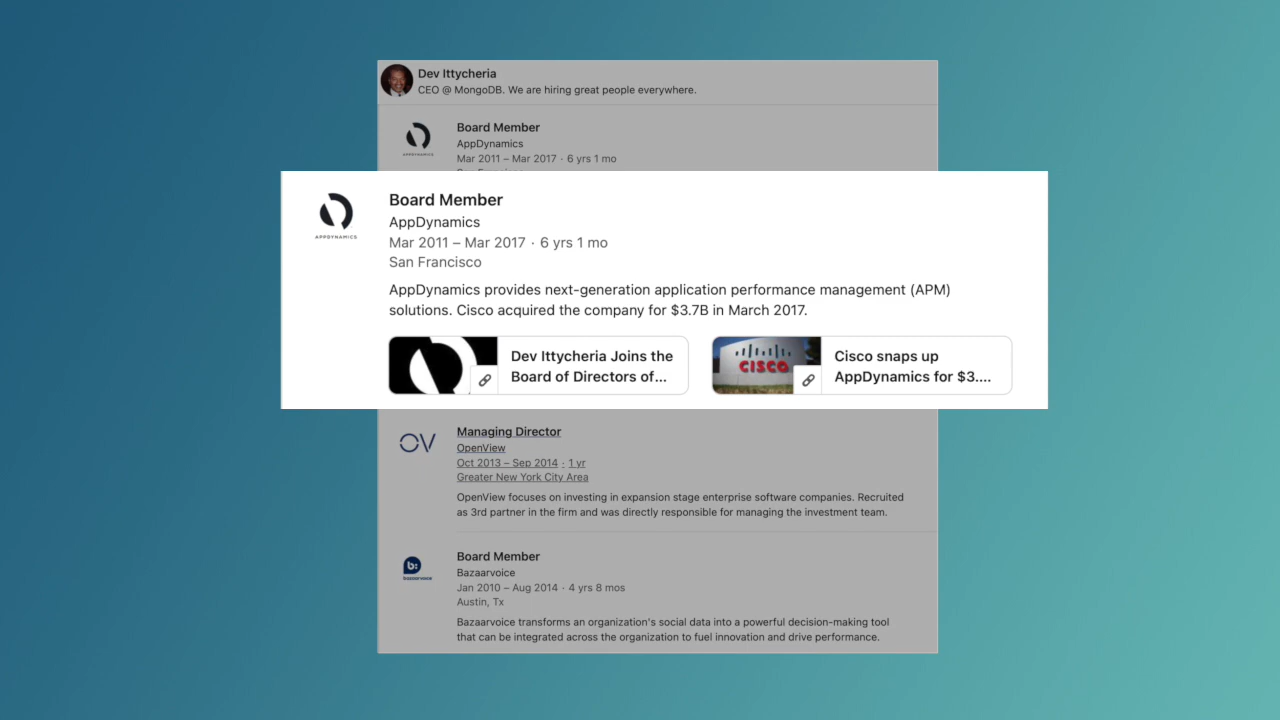 Dev Ittycheria
CEO @ MongoDB. We are hiring great people everywhere.
APPDYNAMICS
Board Member
AppDynamics
Mar 2011 – Mar 2017 · 6 yrs 1 mo
APPDYNAMICS
Board Member
AppDynamics
Mar 2011 – Mar 2017 · 6 yrs 1 mo
San Francisco
AppDynamics provides next-generation application performance management (APM)
solutions. Cisco acquired the company for $3.7B in March 2017.
Dev Ittycheria Joins the
Board of Directors of...
CISCO
Cisco snaps up
AppDynamics for $3....
OV
Managing Director
OpenView
Oct 2013 – Sep 2014 · 1 yr
Greater New York City Area
OpenView focuses on investing in expansion stage enterprise software companies. Recruited
as 3rd partner in the firm and was directly responsible for managing the investment team.
b:
bazaarvoice
Board Member
Bazaarvoice
Jan 2010 – Aug 2014 · 4 yrs 8 mos
Austin, Tx
Bazaarvoice transforms an organization's social data into a powerful decision-making tool
that can be integrated across the organization to fuel innovation and drive performance.